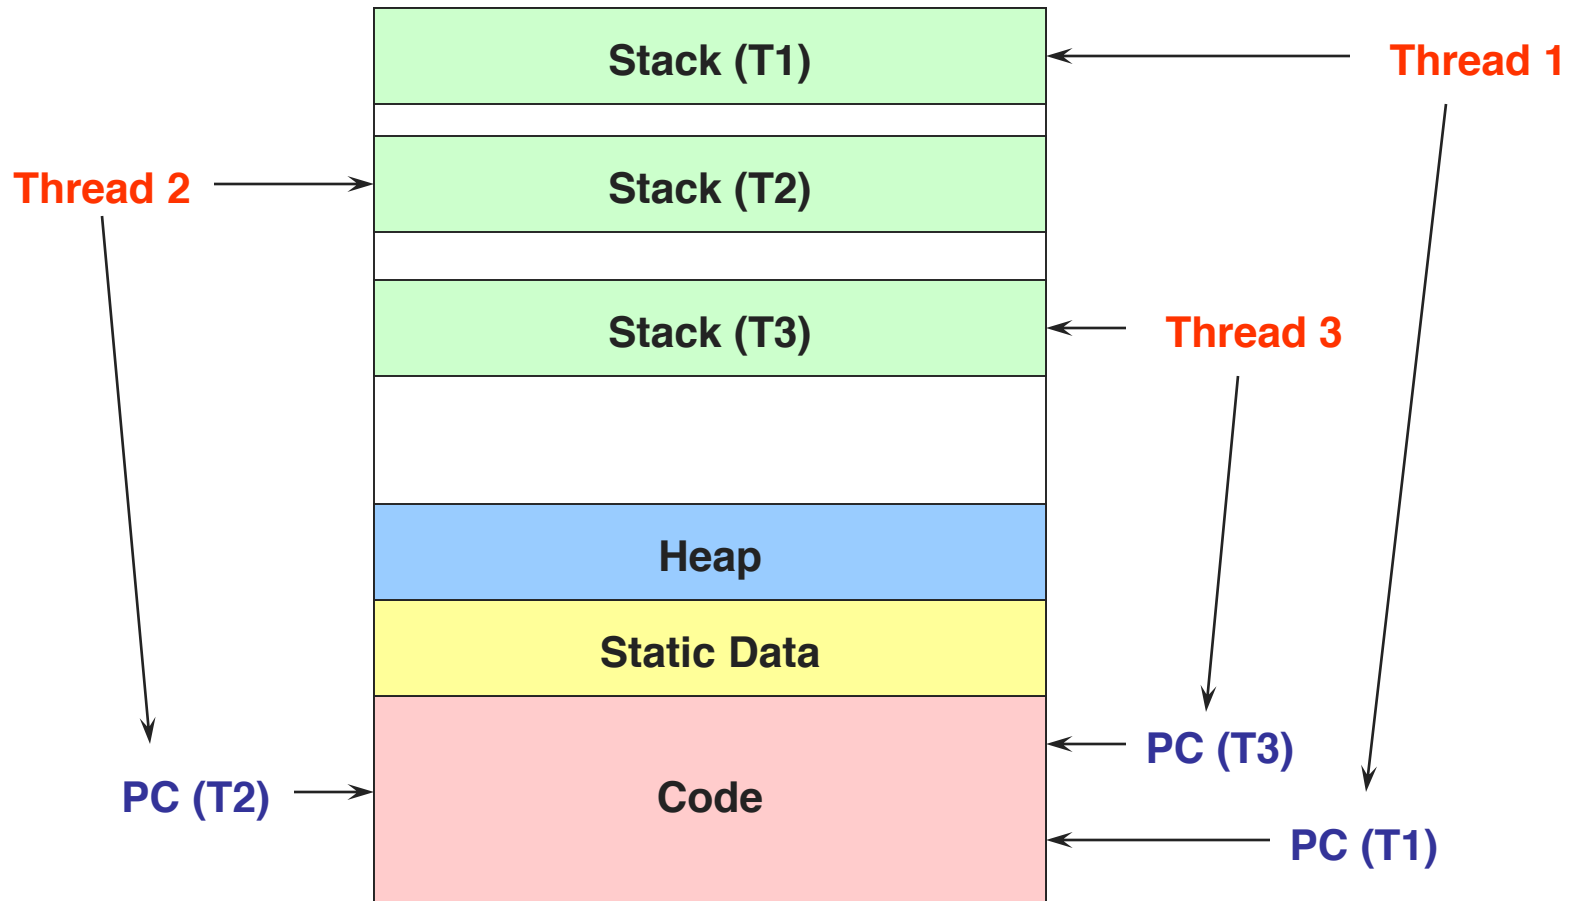 Stack (T1)
Thread 1
Thread 2
Stack (T2)
Stack (T3)
Thread 3
Heap
Static Data
PC (T3)
PC (T2)
Code
PC (T1)